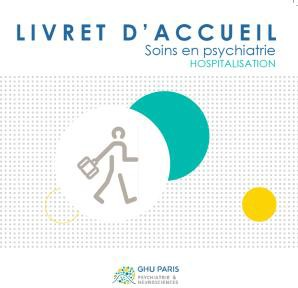 LIVRET D'ACCUEIL
Soins en psychiatrie
HOSPITALISATION
GHU PARIS
PSYCHIATRIE &
NEUROSCIENCES